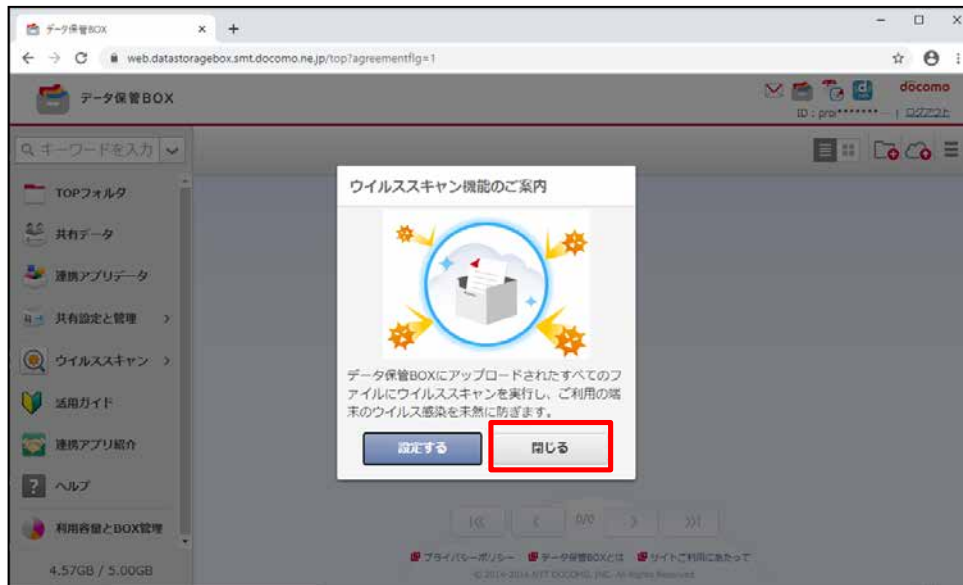 データ保管BOX
web.datastoragebox.smt.docomo.ne.jp/top?agreementflg=1
データ保管BOX
döcomo
ID : proi******* | ログアウト
キーワードを入力
TOPフォルダ
共有データ
連携アプリデータ
共有設定と管理
ウイルススキャン
活用ガイド
連携アプリ紹介
ヘルプ
利用容量とBOX管理
4.57GB / 5.00GB
ウイルススキャン機能のご案内
データ保管BOXにアップロードされたすべてのフ
ァイルにウイルススキャンを実行し、ご利用の端
末のウイルス感染を未然に防ぎます。
設定する
閉じる
0/0
プライバシーポリシー データ保管BOXとは サイトご利用にあたって
NTT DOCOMO, INC. All Rights Reserved.